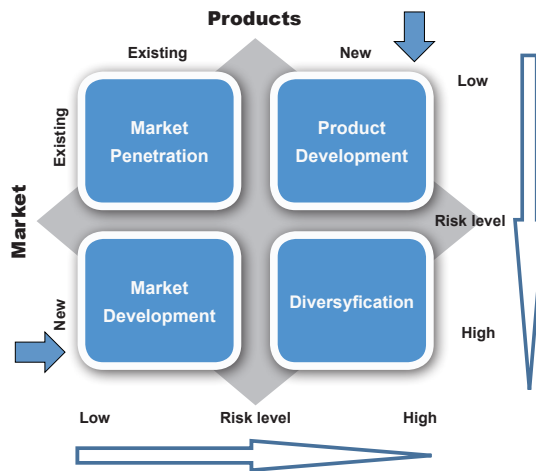 Products
Existing
New
Low
Existing
Market
Penetration
Product
Development
Market
Risk level
New
Market
Development
Diversyfication
High
Low
Risk level
High